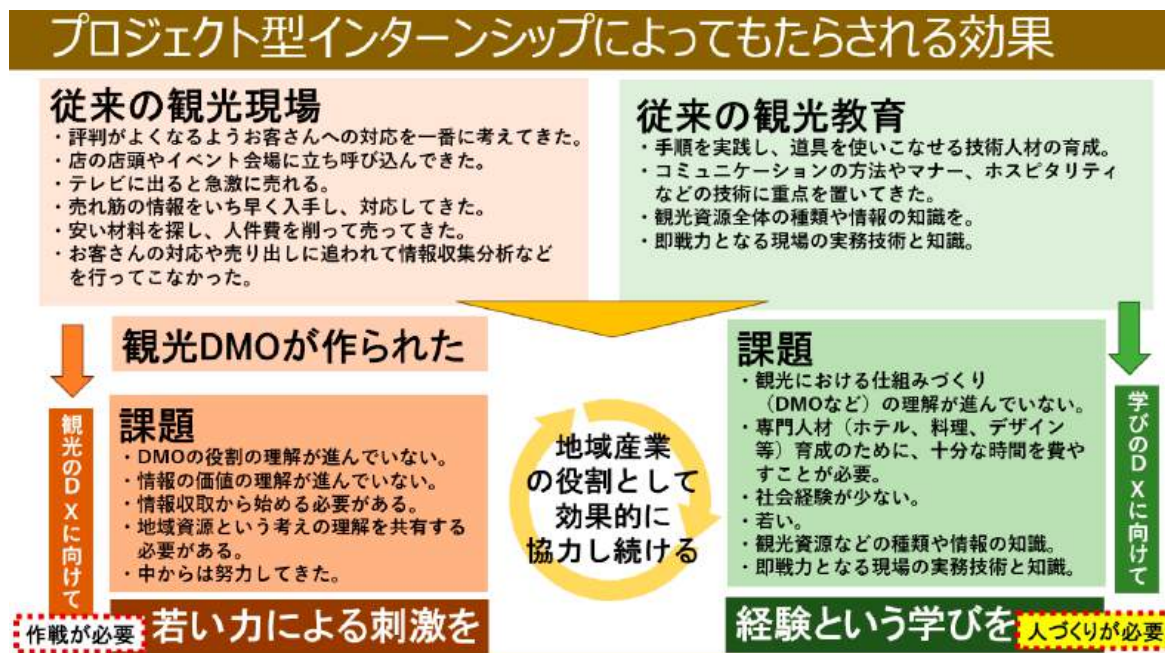 プロジェクト型インターンシップによってもたらされる効果
従来の観光現場
・評判がよくなるようお客さんへの対応を一番に考えてきた。
・店の店頭やイベント会場に立ち呼び込んできた。
・テレビに出ると急激に売れる。
・売れ筋の情報をいち早く入手し、対応してきた。
・安い材料を探し、人件費を削って売ってきた。
・お客さんの対応や売り出しに追われて情報収集分析など
を行ってこなかった。
従来の観光教育
・手順を実践し、道具を使いこなせる技術人材の育成。
・コミュニケーションの方法やマナー、ホスピタリティ
などの技術に重点を置いてきた。
・観光資源全体の種類や情報の知識を。
・即戦力となる現場の実務技術と知識。
観光DMOが作られた
観光のDXに向けて
課題
・DMOの役割の理解が進んでいない。
・情報の価値の理解が進んでいない。
・情報収取から始める必要がある。
・地域資源という考えの理解を共有する
必要がある。
・中からは努力してきた。
作戦が必要
若い力による刺激を
地域産業
の役割として
効果的に
協力し続ける
課題
・観光における仕組みづくり
（DMOなど）の理解が進んでいない。
・専門人材（ホテル、料理、デザイン
等）育成のために、十分な時間を費や
すことが必要。
・社会経験が少ない。
・若い。
・観光資源などの種類や情報の知識。
・即戦力となる現場の実務技術と知識。
学びのDXに向けて
経験という学びを
人づくりが必要